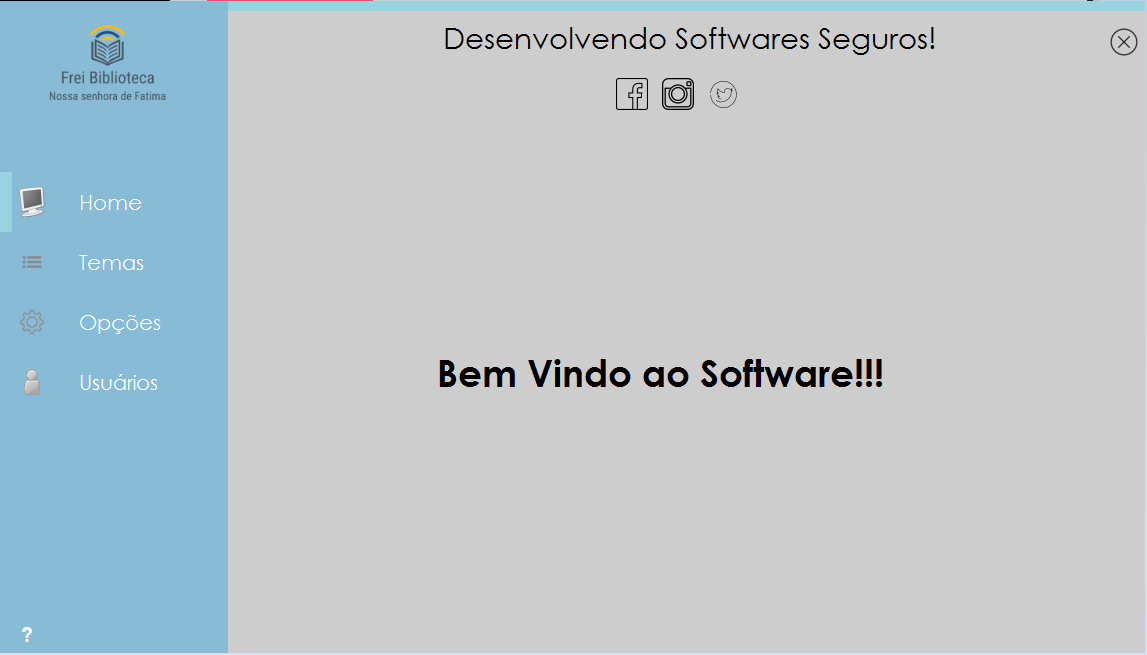 Frei Biblioteca
Nossa senhora de Fatima
Home
Temas
Opções
Usuários
?
Desenvolvendo Softwares Seguros!
Bem Vindo ao Software!!!